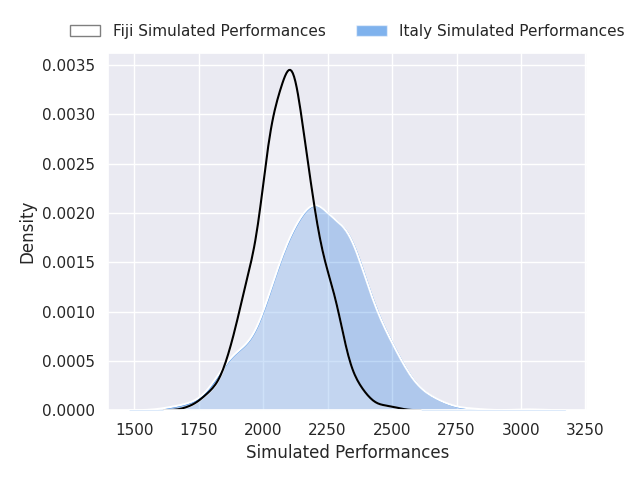 Fiji Simulated Performances
Italy Simulated Performances
0.0035
0.0030
0.0025
0.0020
0.0015
0.0010
0.0005
0.0000
Density
1500 1750 2000 2250 2500 2750 3000 3250
Simulated Performances